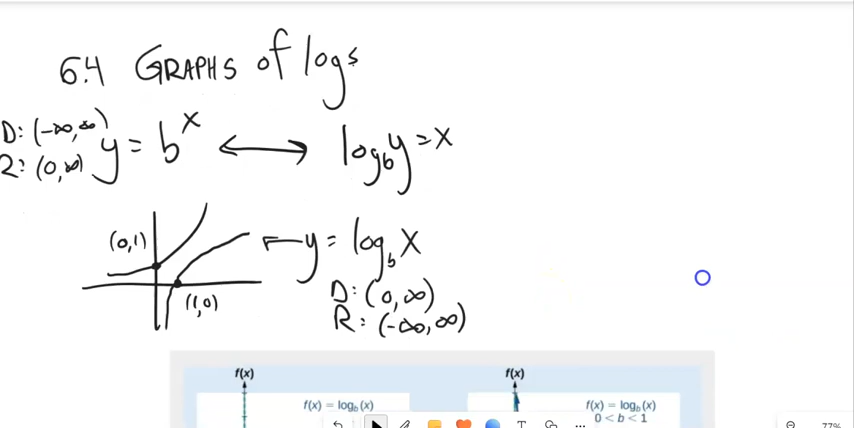 6.4 GRAPHS of logs
D: (-∞, ∞)
R: (0, ∞)
y = b^x ⟷ log_b y = x
(0,1)
y = log_b x
(1,0)
D: (0, ∞)
R: (-∞, ∞)
f(x) f(x)
f(x) = log_b (x) f(x) = log_b (x)
0 < b < 1
T ...
77%